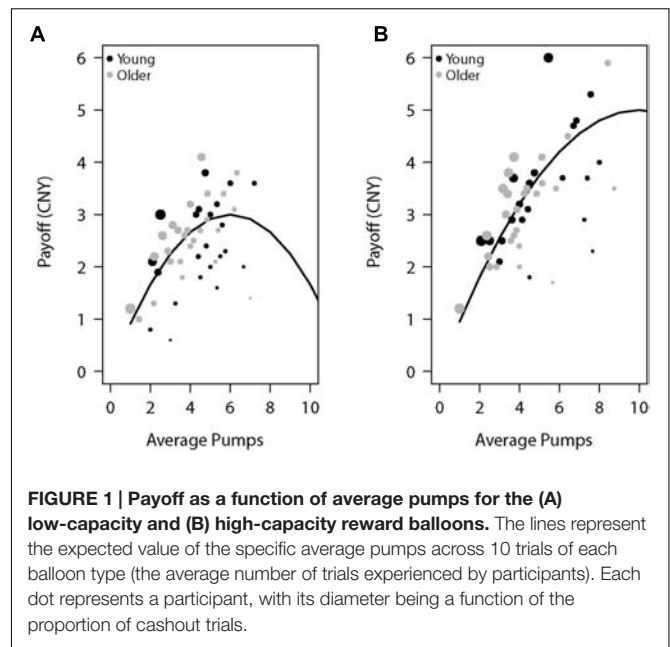 A
B
Young
Older
Young
Older
6
5
4
3
2
1
0
Payoff (CNY)
6
5
4
3
2
1
0
Payoff (CNY)
0 2 4 6 8 10
0 2 4 6 8 10
Average Pumps
Average Pumps
FIGURE 1 | Payoff as a function of average pumps for the (A)
low-capacity and (B) high-capacity reward balloons. The lines represent
the expected value of the specific average pumps across 10 trials of each
balloon type (the average number of trials experienced by participants). Each
dot represents a participant, with its diameter being a function of the
proportion of cashout trials.